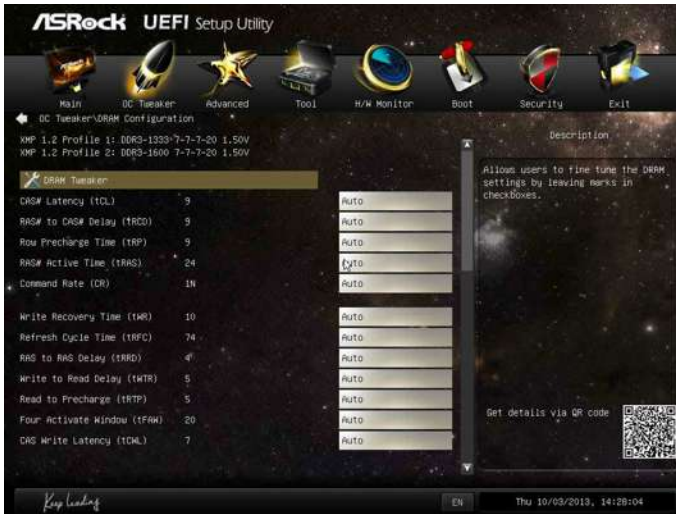 ASRock UEFI Setup Utility
Main OC Tweaker Advanced Tool H/W Monitor Boot Security Exit
OC Tweaker\DRAM Configuration
Description
XMP 1.2 Profile 1: DDR3-1333 7-7-7-20 1.50V
XMP 1.2 Profile 2: DDR3-1600 7-7-7-20 1.50V
Allows users to fine tune the DRAM
settings by leaving marks in
checkboxes.
DRAM Tweaker
CAS# Latency (tCL) 9 Auto
RAS# to CAS# Delay (tRCD) 9 Auto
Row Precharge Time (tRP) 9 Auto
RAS# Active Time (tRAS) 24 Auto
Command Rate (CR) 1N Auto
Write Recovery Time (tWR) 10 Auto
Refresh Cycle Time (tRFC) 74 Auto
RAS to RAS Delay (tRRD) 4 Auto
Write to Read Delay (tWTR) 5 Auto
Read to Precharge (tRTP) 5 Auto
Four Activate Window (tFAW) 20 Auto
CAS Write Latency (tCWL) 7 Auto
Get details via QR code
Keep Leading
EN
Thu 10/03/2013, 14:28:04